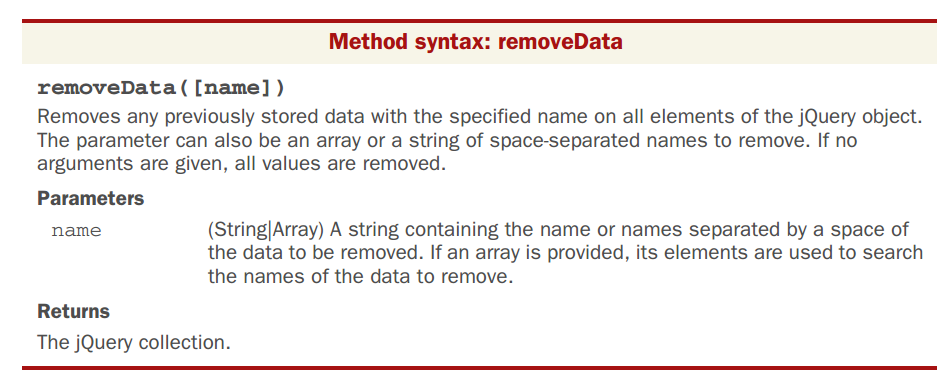 Method syntax: removeData
removeData([name])
Removes any previously stored data with the specified name on all elements of the jQuery object.
The parameter can also be an array or a string of space-separated names to remove. If no
arguments are given, all values are removed.
Parameters
name (String|Array) A string containing the name or names separated by a space of
the data to be removed. If an array is provided, its elements are used to search
the names of the data to remove.
Returns
The jQuery collection.